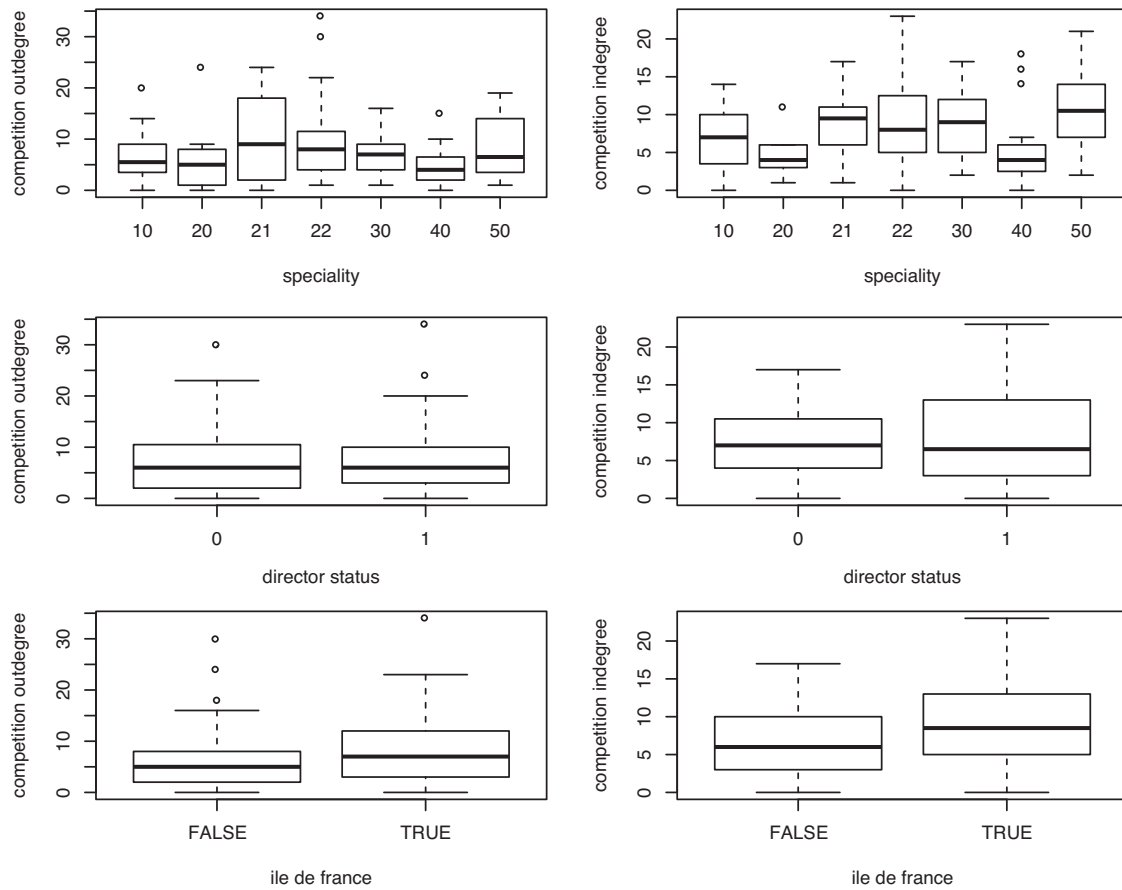 competition outdegree
30
20
10
0
10 20 21 22 30 40 50
speciality
competition indegree
20
15
10
5
0
10 20 21 22 30 40 50
speciality
competition outdegree
30
20
10
0
0 1
director status
competition indegree
20
15
10
5
0
0 1
director status
competition outdegree
30
20
10
0
FALSE TRUE
ile de france
competition indegree
20
15
10
5
0
FALSE TRUE
ile de france